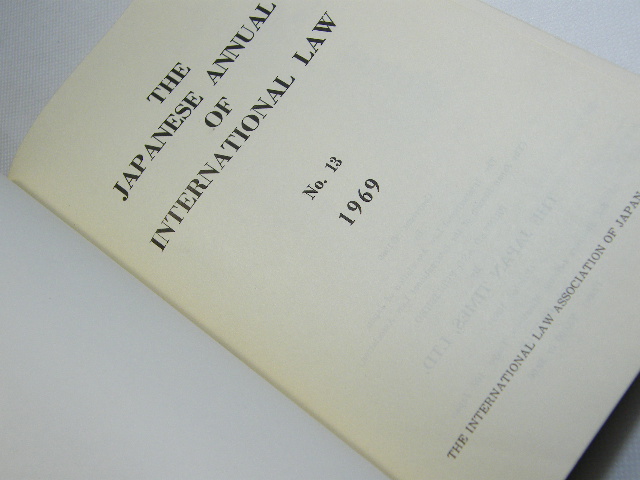 THE
JAPANESE ANNUAL
OF
INTERNATIONAL LAW
No. 13
1969
THE INTERNATIONAL LAW ASSOCIATION OF JAPAN